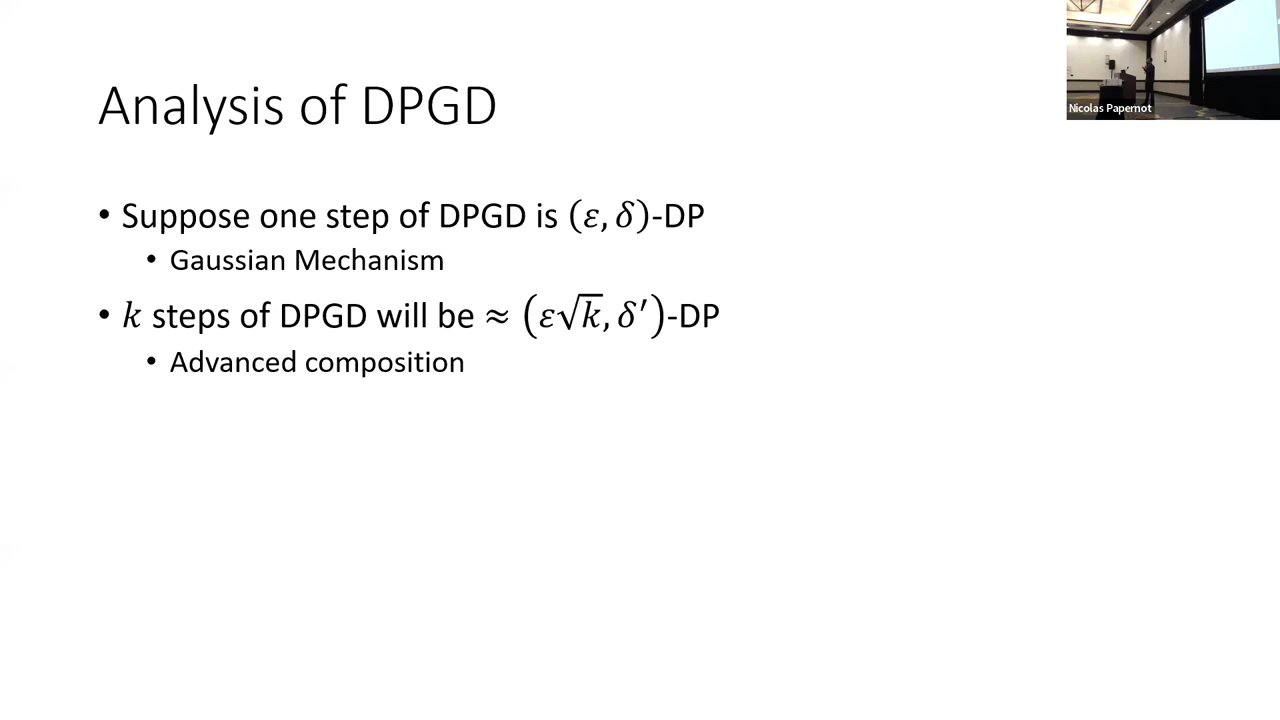 Analysis of DPGD
Nicolas Papernot
• Suppose one step of DPGD is (ε, δ)-DP
• Gaussian Mechanism
• k steps of DPGD will be ≈ (ε√k, δ′)-DP
• Advanced composition